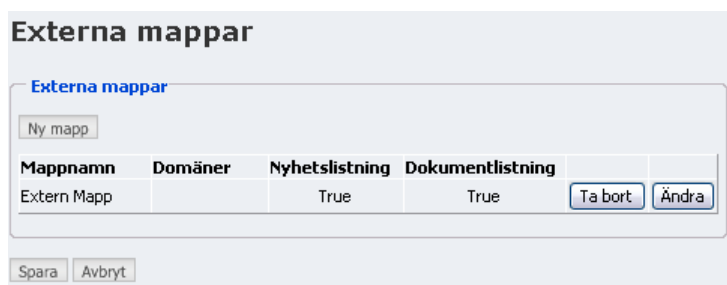 Externa mappar
Externa mappar
Ny mapp
Mappnamn Domäner Nyhetslistning Dokumentlistning
Extern Mapp True True Ta bort Ändra
Spara Avbryt